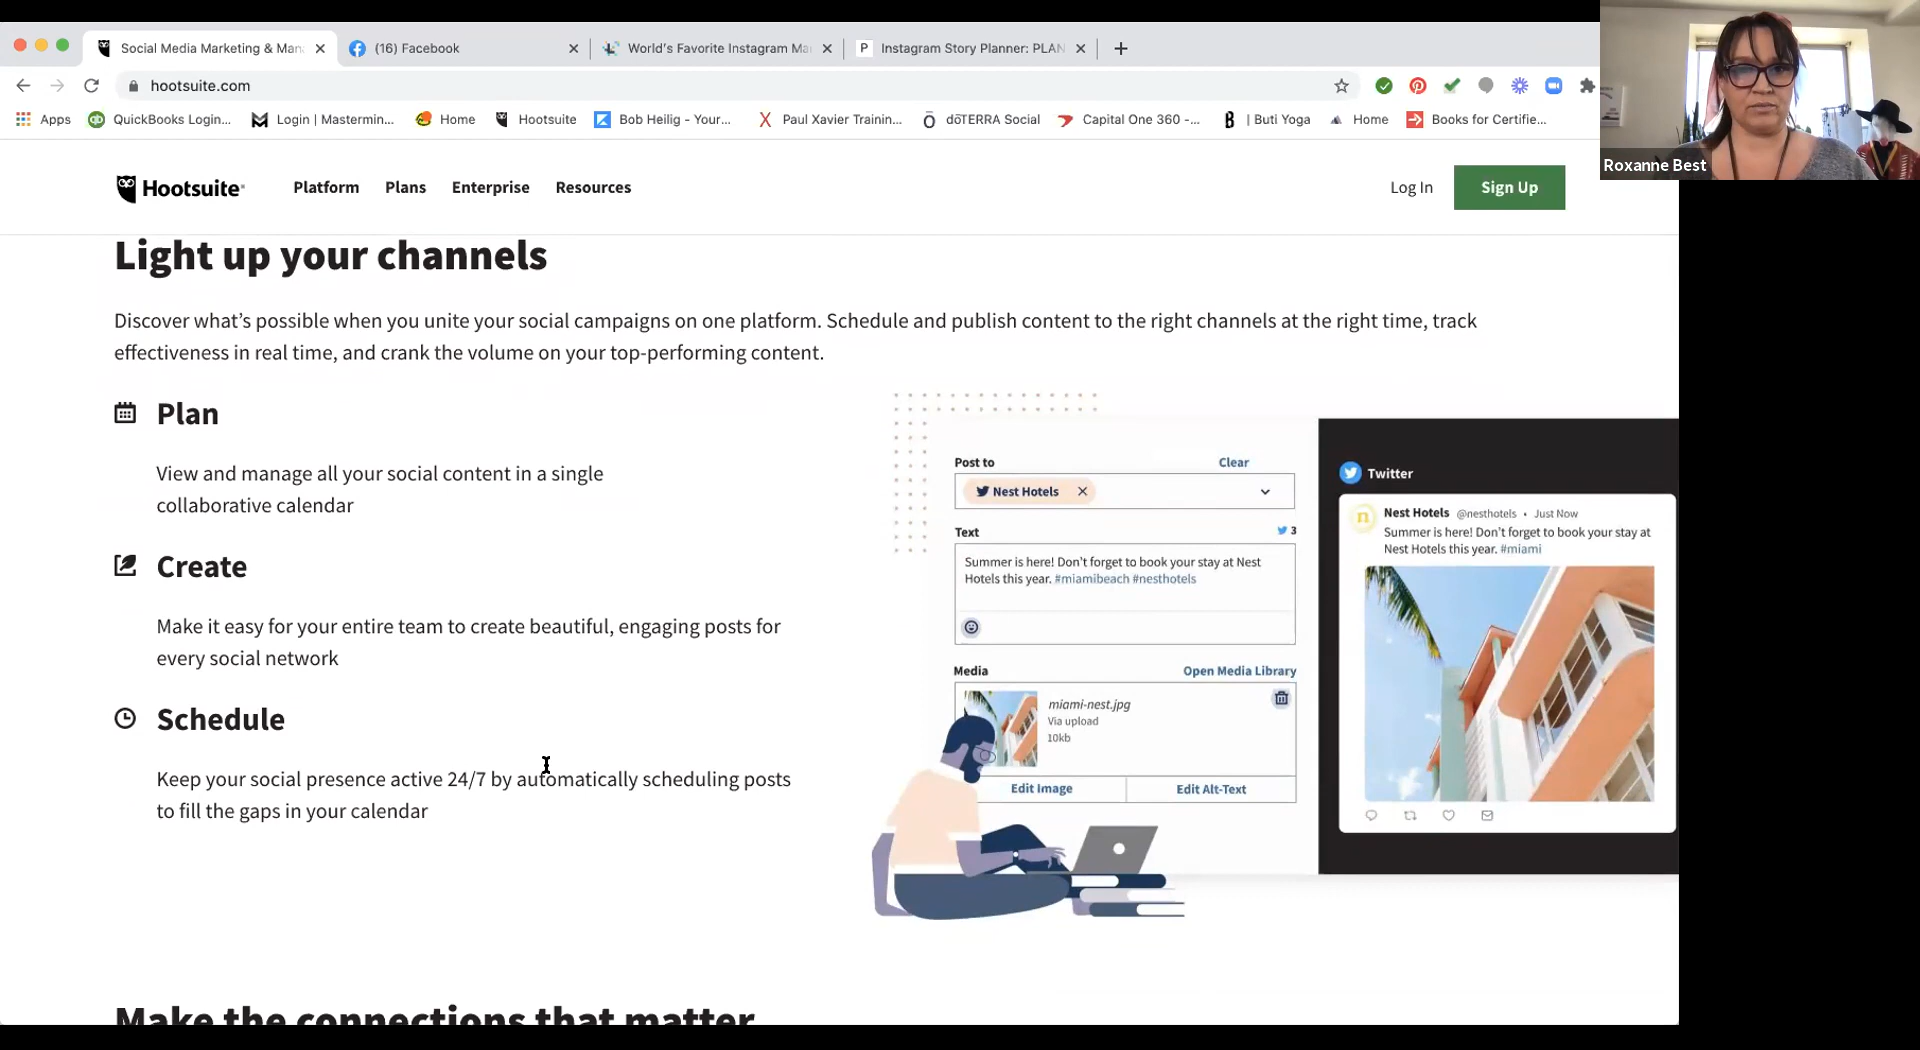 Social Media Marketing & Man
(16) Facebook
World's Favorite Instagram Ma
P
Instagram Story Planner: PLAN
hootsuite.com
Apps
QuickBooks Login...
Login | Mastermin...
Home
Hootsuite
Bob Heilig - Your...
Paul Xavier Trainin...
dōTERRA Social
Capital One 360 -...
| Buti Yoga
Home
Books for Certifie...
Roxanne Best
Hootsuite
Platform
Plans
Enterprise
Resources
Log In
Sign Up
Light up your channels
Discover what's possible when you unite your social campaigns on one platform. Schedule and publish content to the right channels at the right time, track
effectiveness in real time, and crank the volume on your top-performing content.
Plan
View and manage all your social content in a single
collaborative calendar
Create
Make it easy for your entire team to create beautiful, engaging posts for
every social network
Schedule
Keep your social presence active 24/7 by automatically scheduling posts
to fill the gaps in your calendar
Post to
Clear
Nest Hotels
Text
3
Summer is here! Don't forget to book your stay at Nest
Hotels this year. #miamibeach #nesthotels
Media
Open Media Library
miami-nest.jpg
Via upload
10kb
Edit Image
Edit Alt-Text
Twitter
n
Nest Hotels @nesthotels • Just Now
Summer is here! Don't forget to book your stay at
Nest Hotels this year. #miami
Make the connections that matter